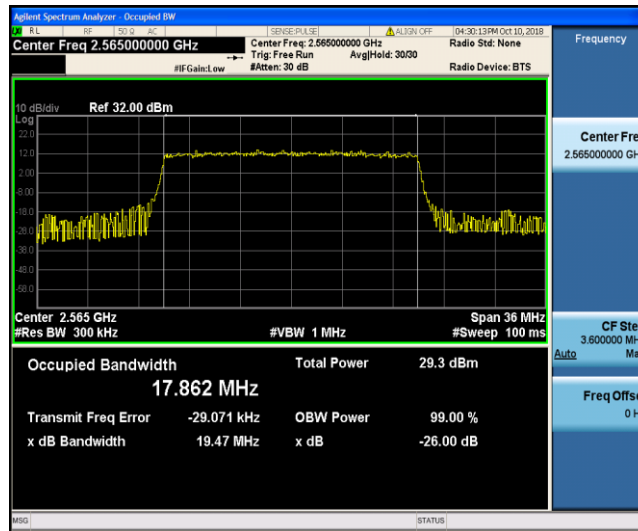 Agilent Spectrum Analyzer - Occupied BW
RL RF 50 Ω AC SENSE:PULSE ALIGN OFF 04:30:13PM Oct 10, 2018
Center Freq 2.565000000 GHz Center Freq: 2.565000000 GHz Radio Std: None Frequency
Trig: Free Run Avg|Hold: 30/30
#IFGain:Low #Atten: 30 dB Radio Device: BTS
10 dB/div Ref 32.00 dBm
Log
22.0
12.0
2.00
-8.00
-18.0
-28.0
-38.0
-48.0
-58.0
Center Fre
2.565000000 GH
Center 2.565 GHz Span 36 MHz
#Res BW 300 kHz #VBW 1 MHz #Sweep 100 ms
CF Ste
3.600000 MH
Auto Ma
Occupied Bandwidth Total Power 29.3 dBm
17.862 MHz
Transmit Freq Error -29.071 kHz OBW Power 99.00 %
x dB Bandwidth 19.47 MHz x dB -26.00 dB
Freq Offse
0 H
MSG STATUS